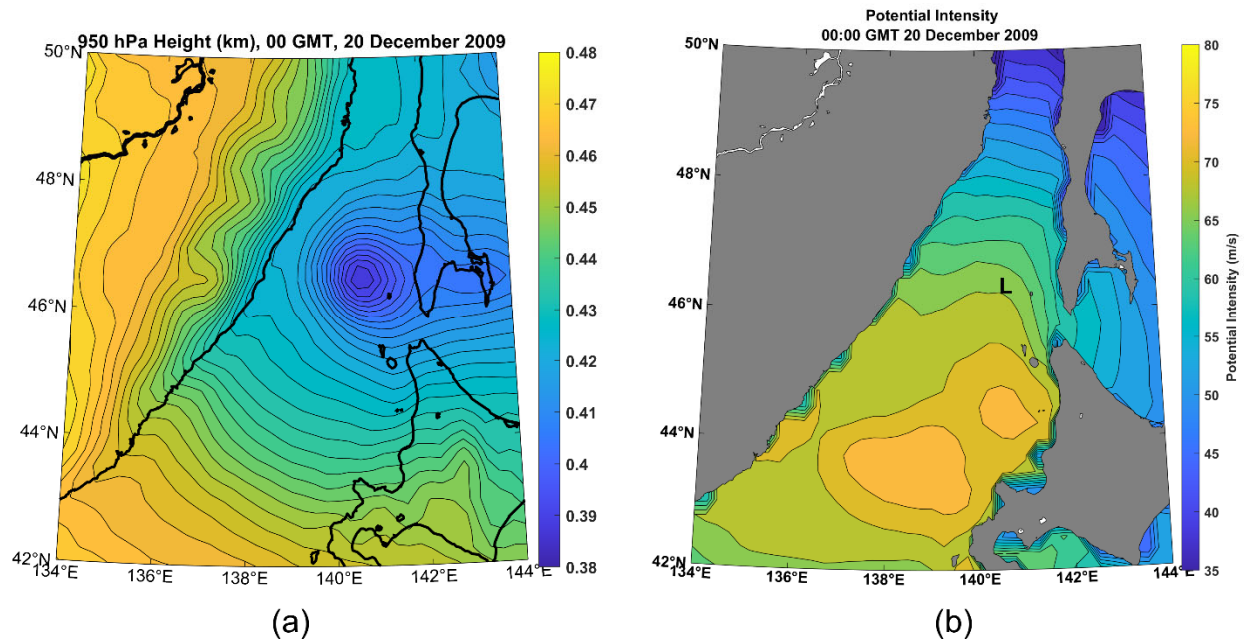 950 hPa Height (km), 00 GMT, 20 December 2009
50°N
48°N
46°N
44°N
42°N
134°E
136°E
138°E
140°E
142°E
144°E
0.48
0.47
0.46
0.45
0.44
0.43
0.42
0.41
0.4
0.39
0.38
(a)
Potential Intensity
00:00 GMT 20 December 2009
50°N
48°N
46°N
44°N
42°N
134°E
136°E
138°E
140°E
142°E
144°E
L
80
75
70
65
60
55
50
45
40
35
Potential Intensity (m/s)
(b)